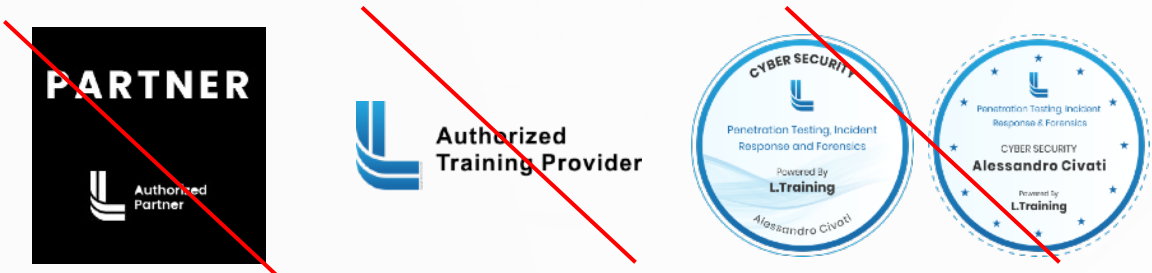 PARTNER
Authorized
Partner
Authorized
Training Provider
CYBER SECURITY
Penetration Testing, Incident
Response and Forensics
Powered By
L.Training
Alessandro Civati
Penetration Testing, Incident
Response & Forensics
CYBER SECURITY
Alessandro Civati
Powered By
L.Training